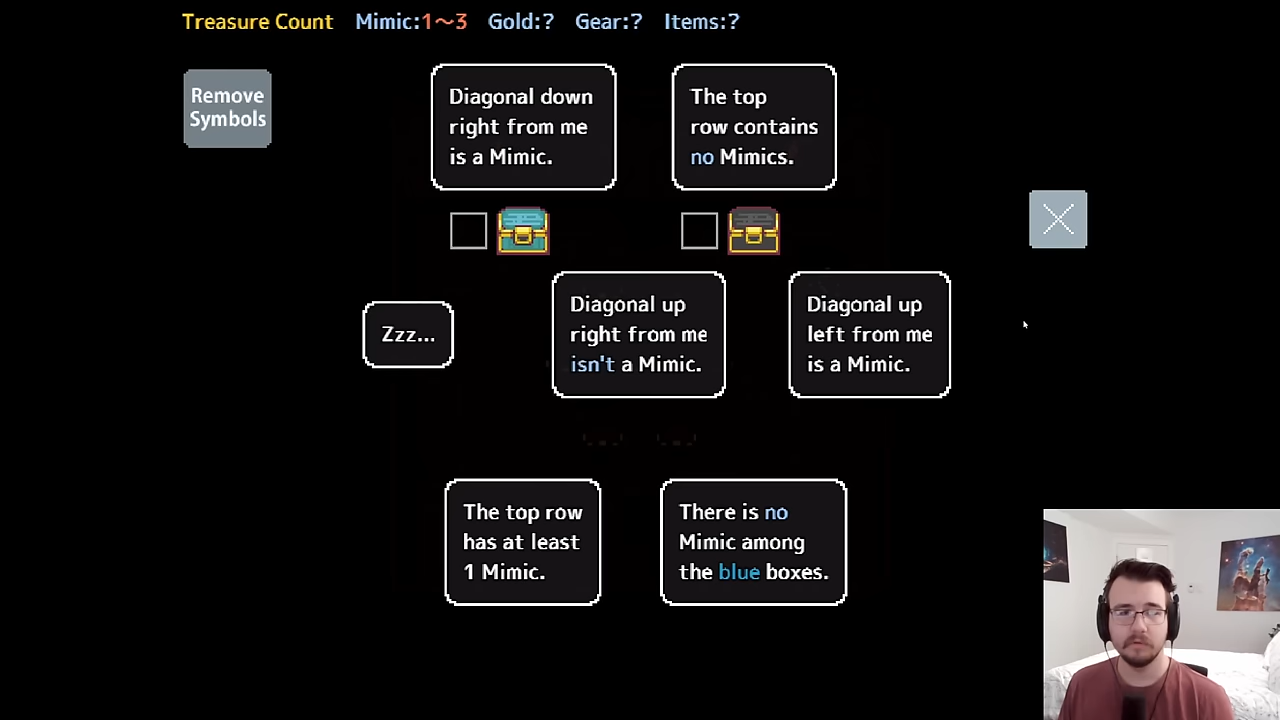 Treasure Count Mimic:1～3 Gold:? Gear:? Items:?
Remove
Symbols
Diagonal down
right from me
is a Mimic.
The top
row contains
no Mimics.
Zzz...
Diagonal up
right from me
isn't a Mimic.
Diagonal up
left from me
is a Mimic.
The top row
has at least
1 Mimic.
There is no
Mimic among
the blue boxes.